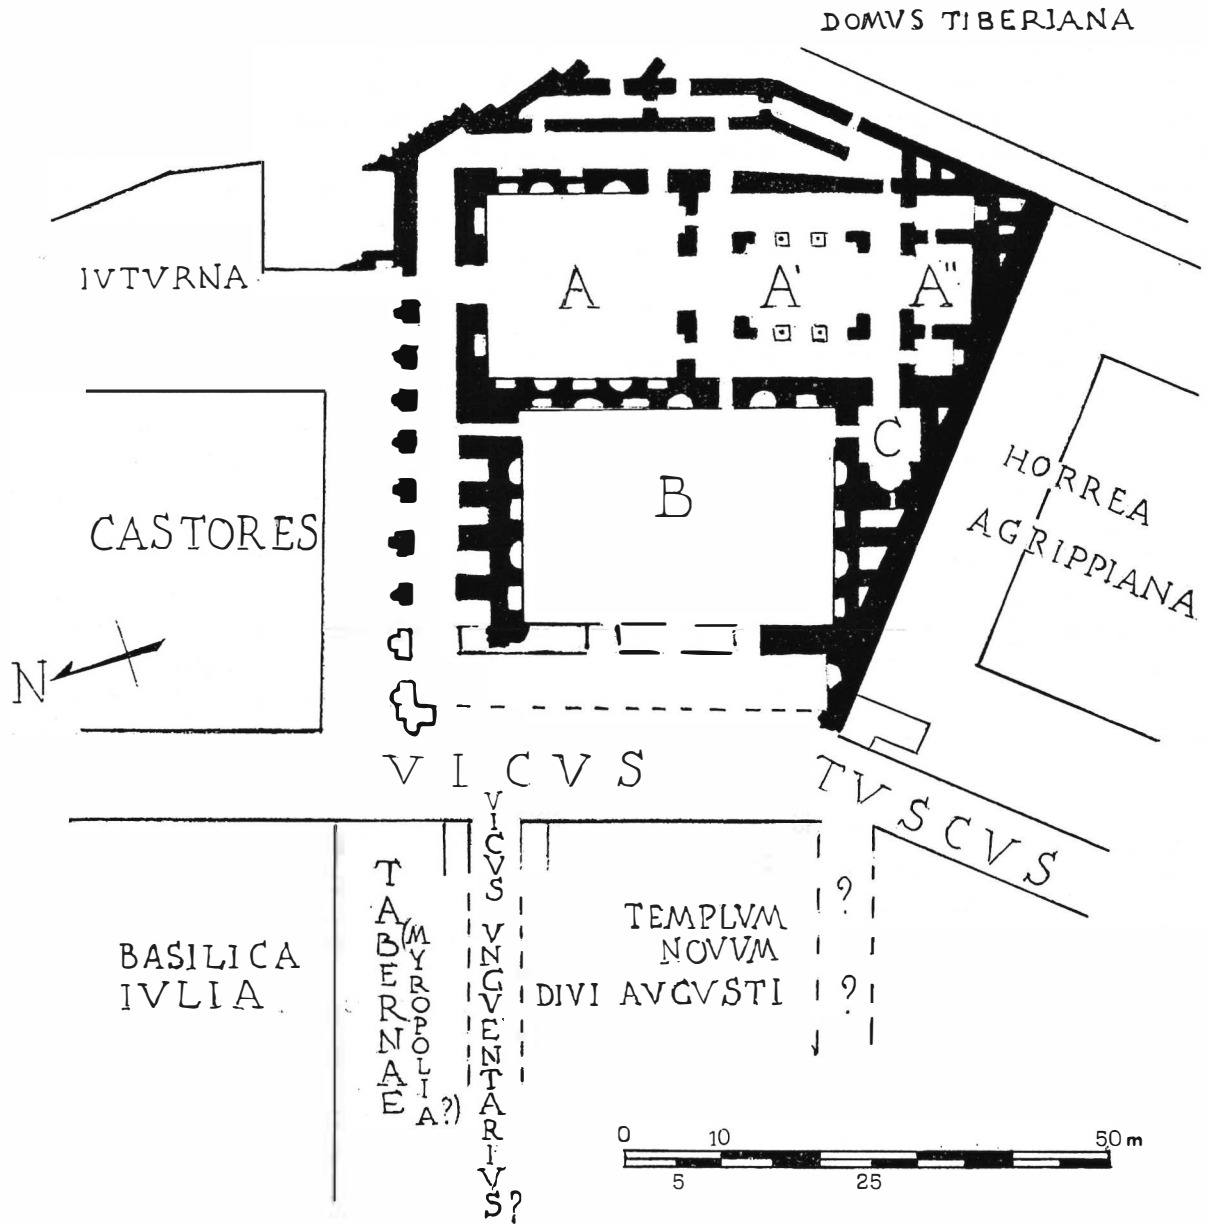 DOMVS TIBERIANA
IVTVRNA
A
A'
A"
C
B
CASTORES
HORREA
AGRIPPIANA
N
VICVS
TVSCVS
VICVS VNGVENTARIVS?
TABERNAE
(MYROPOLIA?)
BASILICA
IVLIA
TEMPLVM
NOVVM
DIVI AVGVSTI
?
?
0 10 50 m
5 25